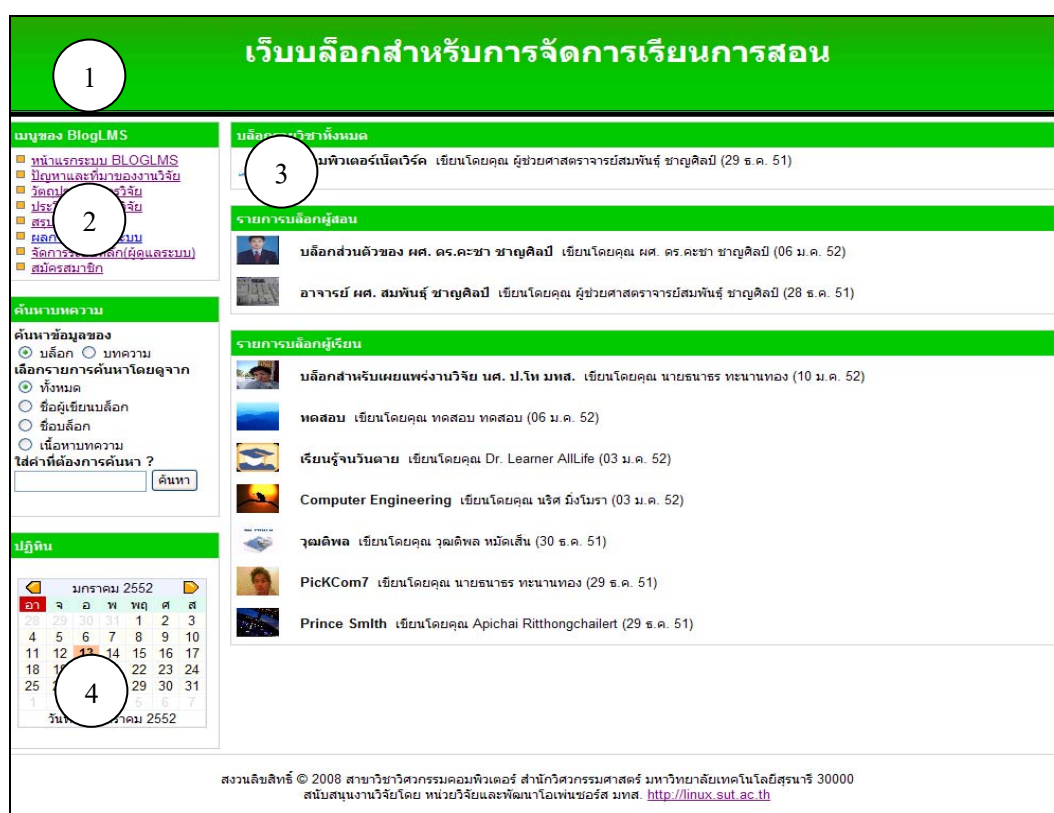 เว็บบล็อกสำหรับการจัดการเรียนการสอน
1
เมนูของ BlogLMS
หน้าแรกระบบ BLOGLMS
ปัญหาและที่มาของงานวิจัย
2
จัดการ (ผู้ดูแลระบบ)
สมัครสมาชิก
ค้นหาบทความ
ค้นหาข้อมูลของ
บล็อก บทความ
เลือกรายการค้นหาโดยดูจาก
ทั้งหมด
ชื่อผู้เขียนบล็อก
ชื่อบล็อก
เนื้อหาบทความ
ใส่ค่าที่ต้องการค้นหา ?
ค้นหา
ปฏิทิน
มกราคม 2552
อา จ อ พ พฤ ศ ส
28 29 30 31 1 2 3
4 5 6 7 8 9 10
11 12 13 14 15 16 17
18 22 23 24
25 29 30 31
1 5 6 7
4
2552
3
เขียนโดยคุณ ผู้ช่วยศาสตราจารย์สมพันธุ์ ชาญศิลป์ (29 ธ.ค. 51)
รายการบล็อกผู้สอน
บล็อกส่วนตัวของ ผศ. ดร.คะชา ชาญศิลป์ เขียนโดยคุณ ผศ. ดร.คะชา ชาญศิลป์ (06 ม.ค. 52)
อาจารย์ ผศ. สมพันธุ์ ชาญศิลป์ เขียนโดยคุณ ผู้ช่วยศาสตราจารย์สมพันธุ์ ชาญศิลป์ (28 ธ.ค. 51)
รายการบล็อกผู้เรียน
บล็อกสำหรับเผยแพร่งานวิจัย นศ. ป.โท มทส. เขียนโดยคุณ นายธนาธร ทะนานทอง (10 ม.ค. 52)
ทดสอบ เขียนโดยคุณ ทดสอบ ทดสอบ (06 ม.ค. 52)
เรียนรู้จนวันตาย เขียนโดยคุณ Dr. Learner AllLife (03 ม.ค. 52)
Computer Engineering เขียนโดยคุณ นริศ มิ่งโมรา (03 ม.ค. 52)
วุฒติพล เขียนโดยคุณ วุฒติพล หมัดเส็น (30 ธ.ค. 51)
PicKCom7 เขียนโดยคุณ นายธนาธร ทะนานทอง (29 ธ.ค. 51)
Prince SmIth เขียนโดยคุณ Apichai Ritthongchailert (29 ธ.ค. 51)
สงวนลิขสิทธิ์ © 2008 สาขาวิชาวิศวกรรมคอมพิวเตอร์ สำนักวิศวกรรมศาสตร์ มหาวิทยาลัยเทคโนโลยีสุรนารี 30000
สนับสนุนงานวิจัยโดย หน่วยวิจัยและพัฒนาโอเพ่นซอร์ส มทส. http://linux.sut.ac.th